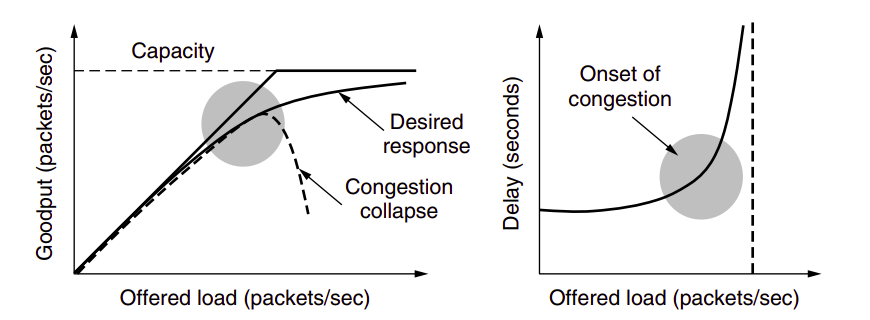 Goodput (packets/sec)
Capacity
Desired
response
Congestion
collapse
Offered load (packets/sec)
Delay (seconds)
Onset of
congestion
Offered load (packets/sec)